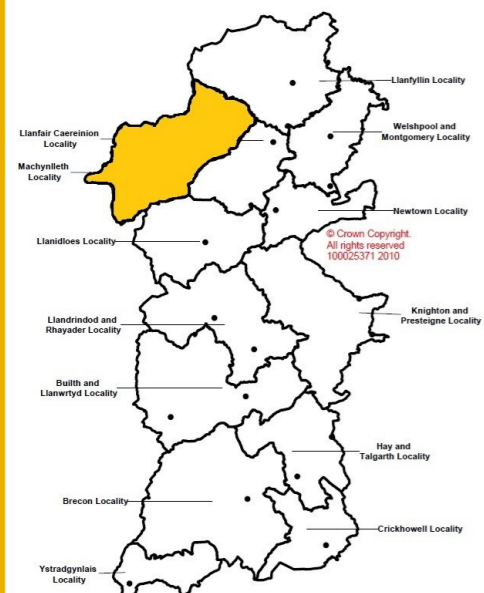 Llanfyllin Locality
Llanfair Caereinion
Locality
Welshpool and
Montgomery Locality
Machynlleth
Locality
Newtown Locality
© Crown Copyright.
All rights reserved
100025371 2010
Llanidloes Locality
Llandrindod and
Rhayader Locality
Knighton and
Presteigne Locality
Builth and
Llanwrtyd Locality
Hay and
Talgarth Locality
Brecon Locality
Crickhowell Locality
Ystradgynlais
Locality